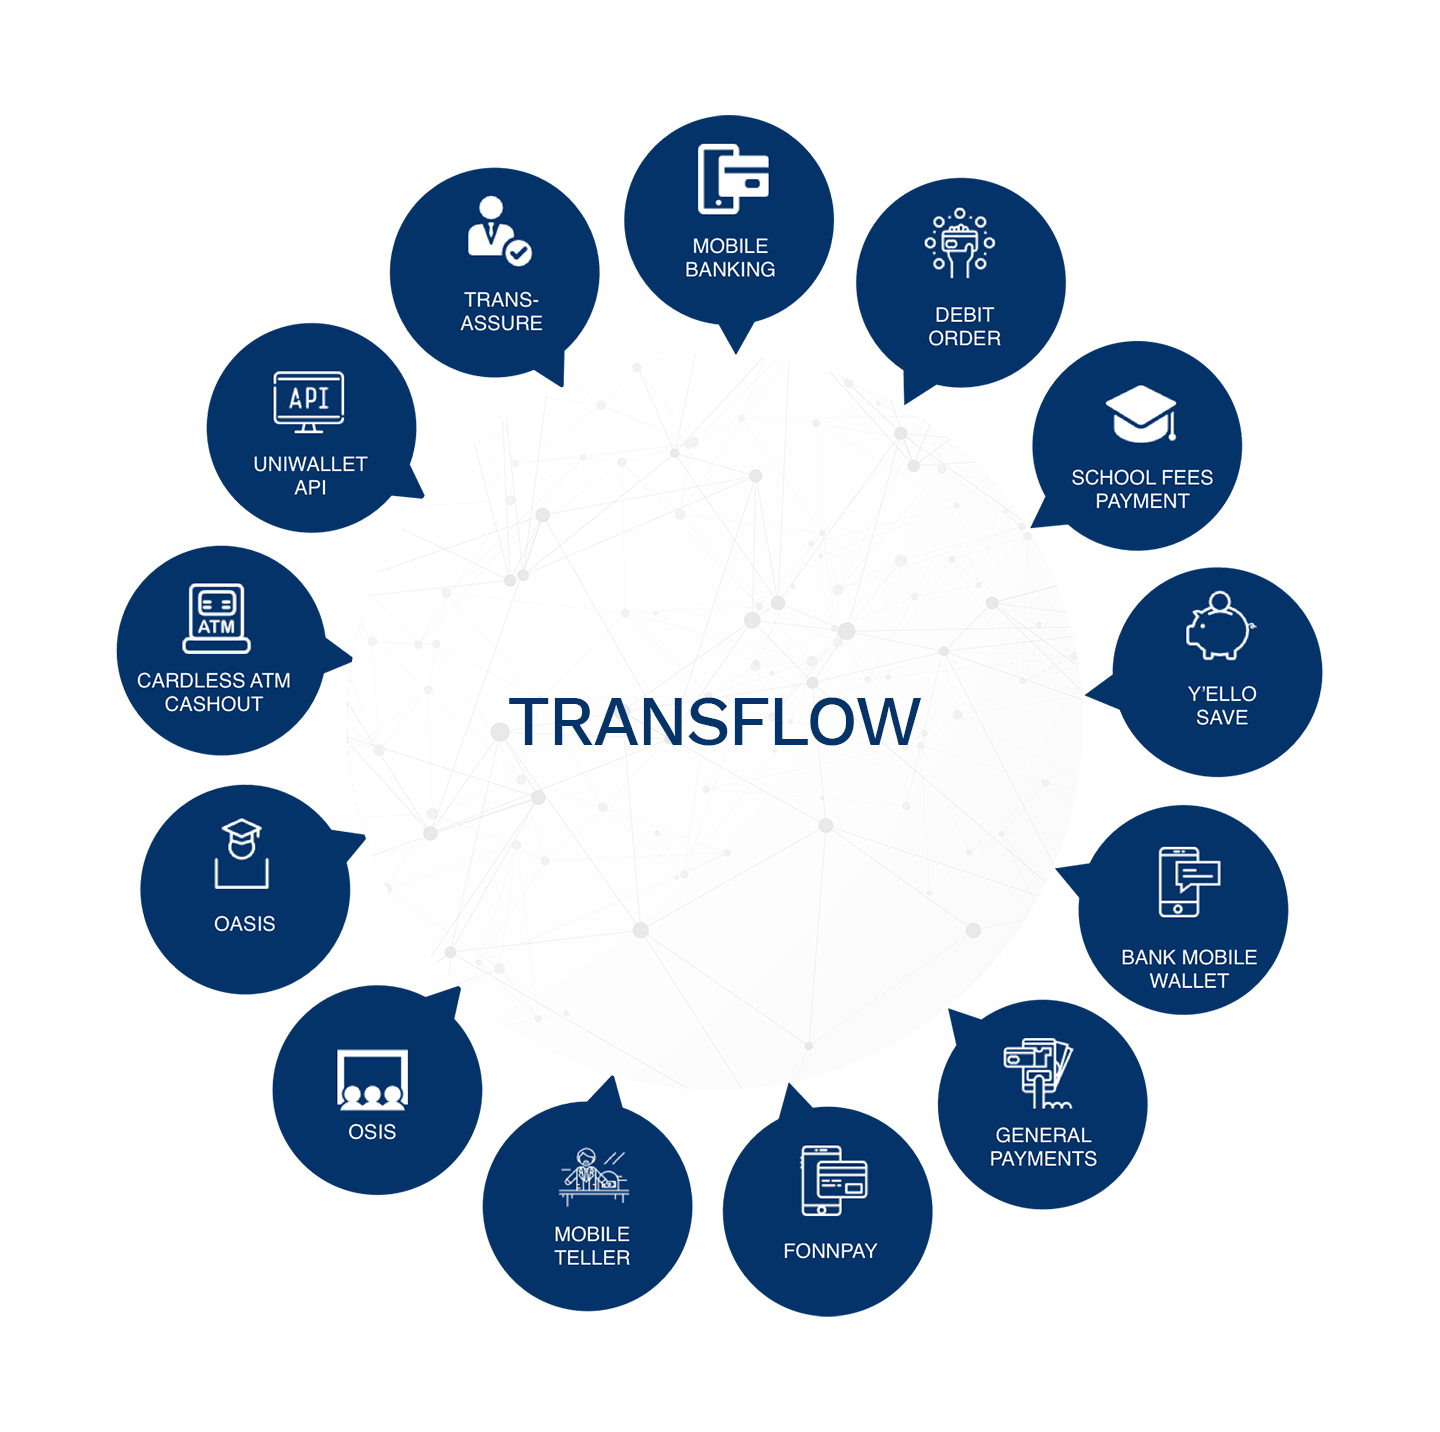 MOBILE
BANKING
DEBIT
ORDER
SCHOOL FEES
PAYMENT
Y'ELLO
SAVE
BANK MOBILE
WALLET
GENERAL
PAYMENTS
FONNPAY
MOBILE
TELLER
OSIS
OASIS
ATM
CARDLESS ATM
CASHOUT
API
UNIWALLET
API
TRANS-
ASSURE
TRANSFLOW